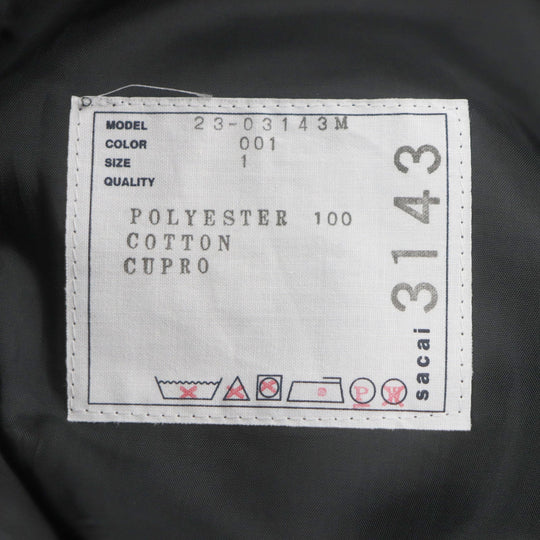 MODEL 23-03143M
COLOR 001
SIZE 1
QUALITY
POLYESTER 100
COTTON
CUPRO
sacai 3143
P W